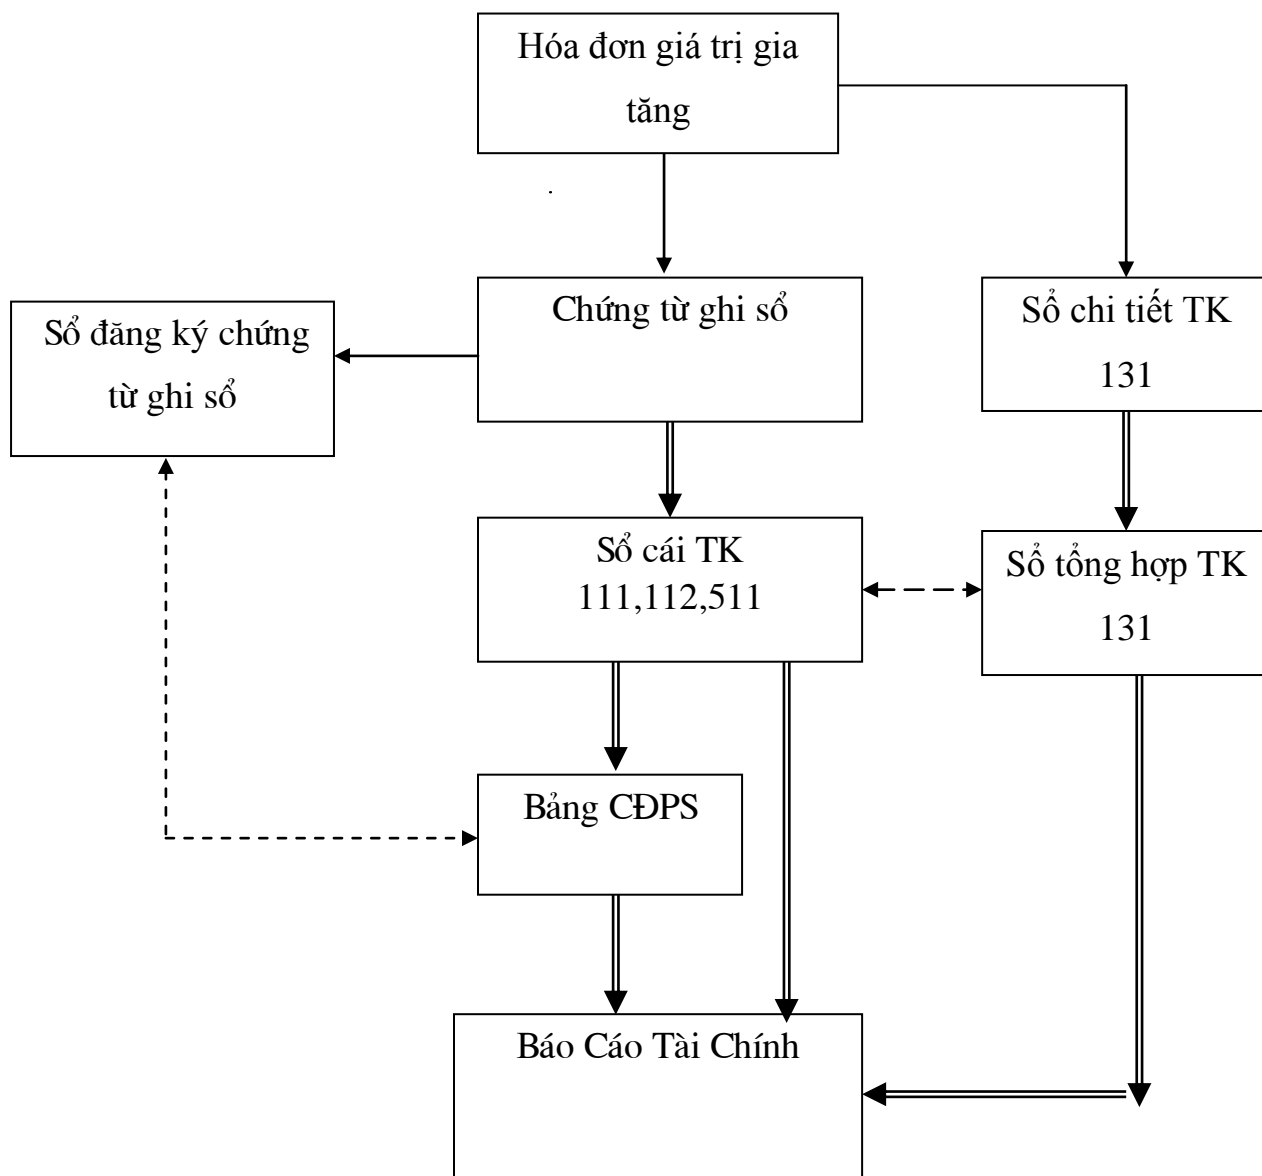 Hóa đơn giá trị gia
tăng
Chứng từ ghi sổ
Sổ chi tiết TK
131
Sổ đăng ký chứng
từ ghi sổ
Sổ cái TK
111,112,511
Sổ tổng hợp TK
131
Bảng CĐPS
Báo Cáo Tài Chính